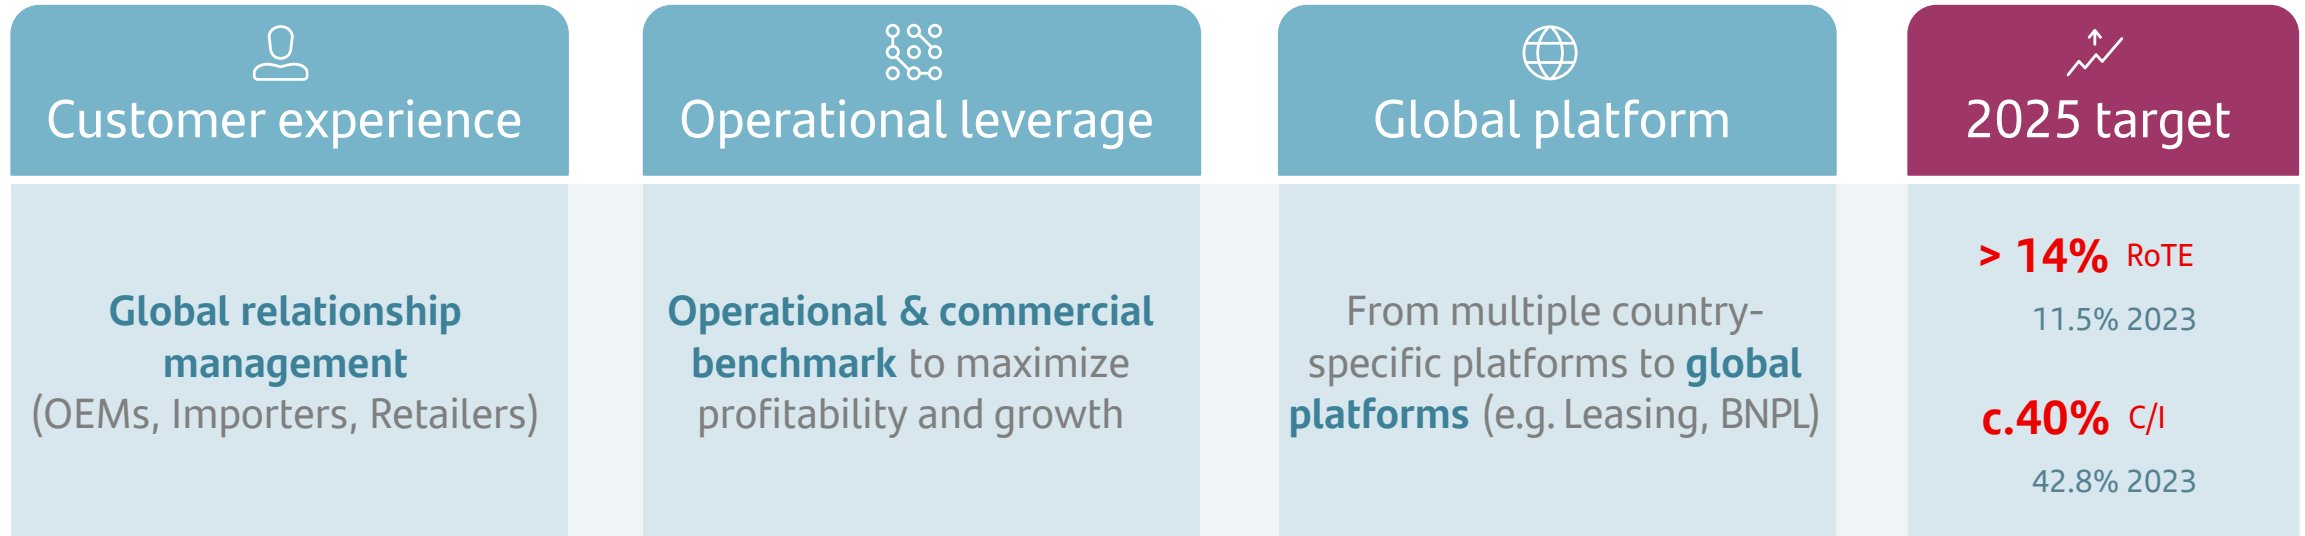 Customer experience
Global relationship
management
(OEMs, Importers, Retailers)
Operational leverage
Operational & commercial
benchmark to maximize
profitability and growth
Global platform
From multiple country-
specific platforms to global
platforms (e.g. Leasing, BNPL)
2025 target
> 14% RoTE
11.5% 2023
c.40% C/I
42.8% 2023